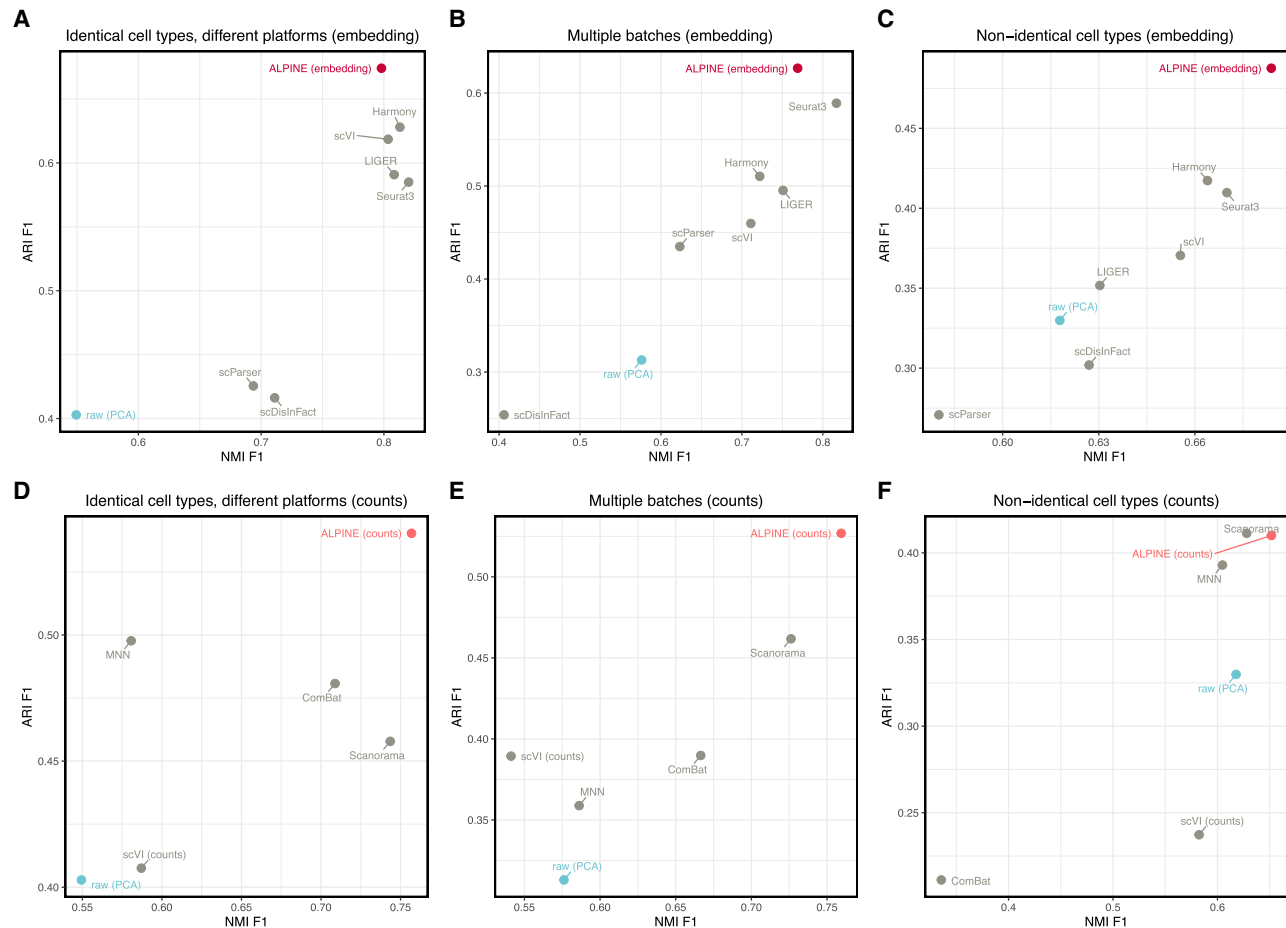 A
Identical cell types, different platforms (embedding)
ALPINE (embedding)
Harmony
scVI
LIGER
Seurat3
scParser
scDisInFact
raw (PCA)
0.6
0.5
0.4
ARI F1
0.6
0.7
0.8
NMI F1
B
Multiple batches (embedding)
ALPINE (embedding)
Seurat3
Harmony
LIGER
scParser
scVI
raw (PCA)
scDisInFact
0.6
0.5
0.4
0.3
ARI F1
0.4
0.5
0.6
0.7
0.8
NMI F1
C
Non−identical cell types (embedding)
ALPINE (embedding)
Harmony
Seurat3
scVI
LIGER
raw (PCA)
scDisInFact
scParser
0.45
0.40
0.35
0.30
ARI F1
0.60
0.63
0.66
NMI F1
D
Identical cell types, different platforms (counts)
ALPINE (counts)
MNN
ComBat
Scanorama
scVI (counts)
raw (PCA)
0.50
0.45
0.40
ARI F1
0.55
0.60
0.65
0.70
0.75
NMI F1
E
Multiple batches (counts)
ALPINE (counts)
Scanorama
scVI (counts)
ComBat
MNN
raw (PCA)
0.50
0.45
0.40
0.35
ARI F1
0.55
0.60
0.65
0.70
0.75
NMI F1
F
Non−identical cell types (counts)
Scanorama
ALPINE (counts)
MNN
raw (PCA)
scVI (counts)
ComBat
0.40
0.35
0.30
0.25
ARI F1
0.4
0.5
0.6
NMI F1